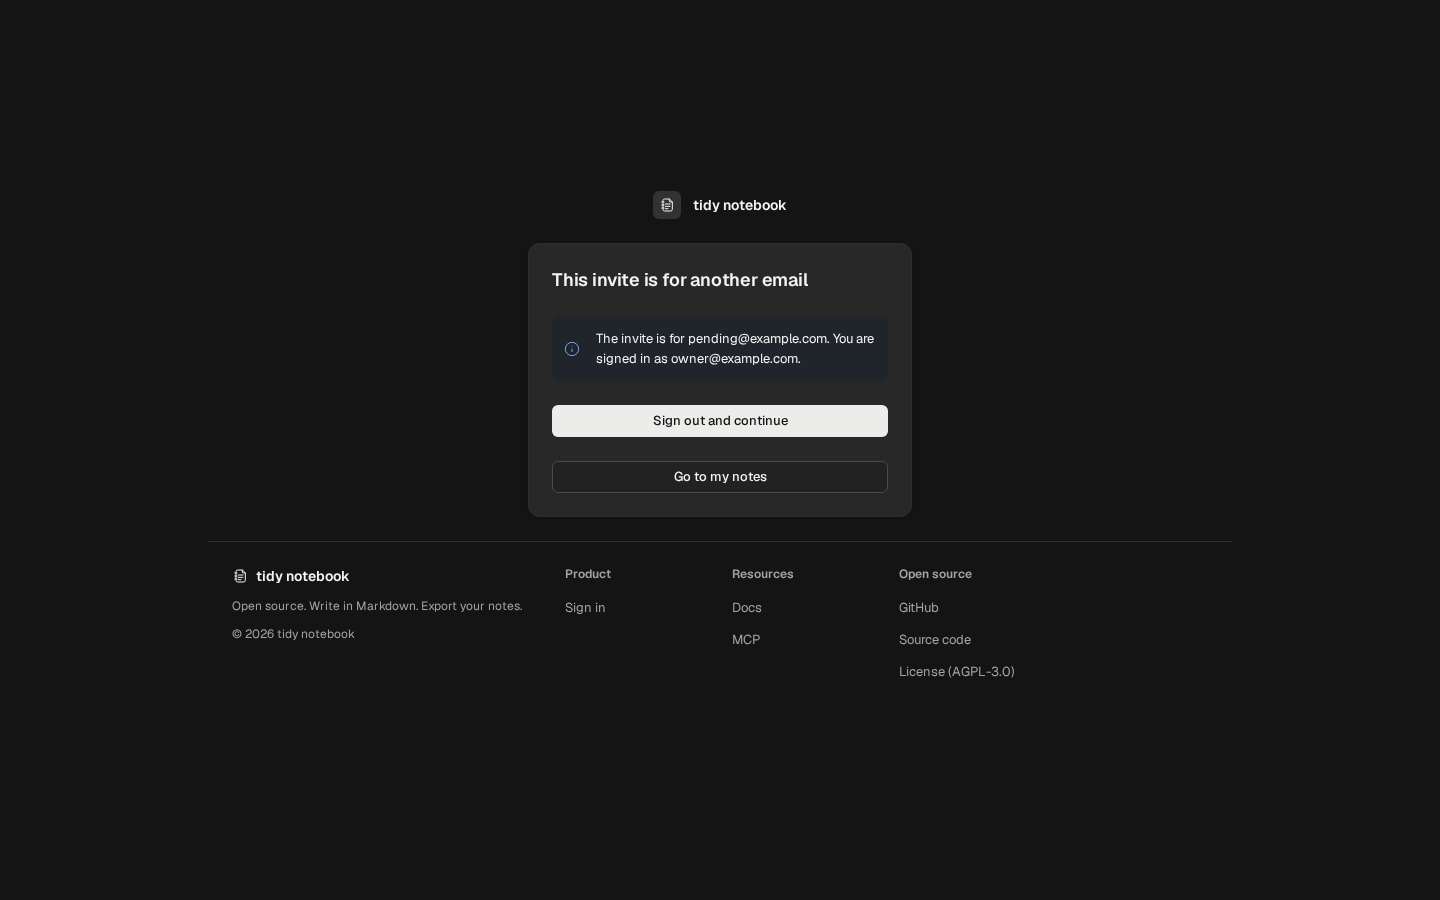 tidy notebook
This invite is for another email
The invite is for pending@example.com. You are
signed in as owner@example.com.
Sign out and continue
Go to my notes
tidy notebook
Open source. Write in Markdown. Export your notes.
© 2026 tidy notebook
Product
Sign in
Resources
Docs
MCP
Open source
GitHub
Source code
License (AGPL-3.0)